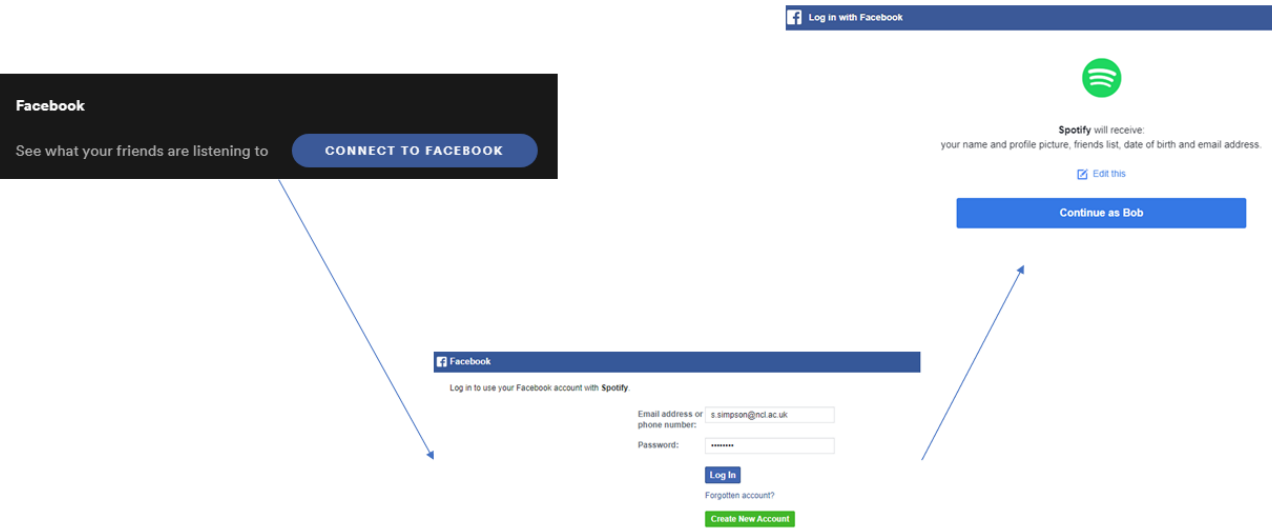 Facebook
See what your friends are listening to
CONNECT TO FACEBOOK
Facebook
Log in to use your Facebook account with Spotify.
Email address or
phone number:
s.simpson@ncl.ac.uk
Password:
••••••••
Log In
Forgotten account?
Create New Account
Log in with Facebook
Spotify will receive:
your name and profile picture, friends list, date of birth and email address.
Edit this
Continue as Bob